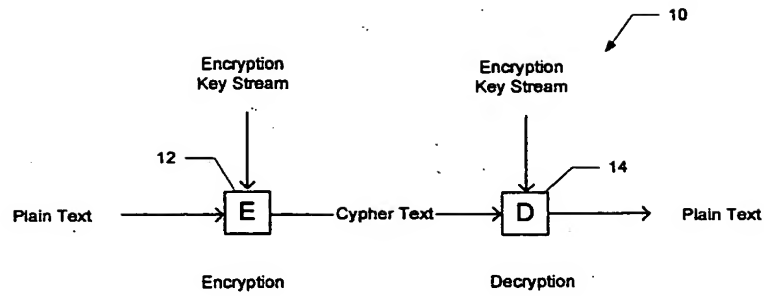 10
Encryption
Key Stream
Encryption
Key Stream
12
14
Plain Text
E
Cypher Text
D
Plain Text
Encryption
Decryption